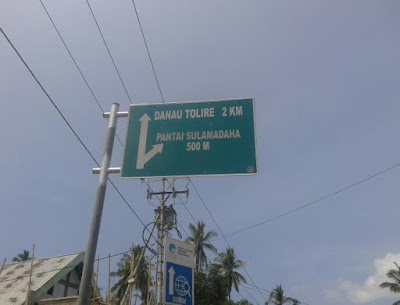 DANAU TOLIRE 2 KM
PANTAI SULAMADAHA
500 M